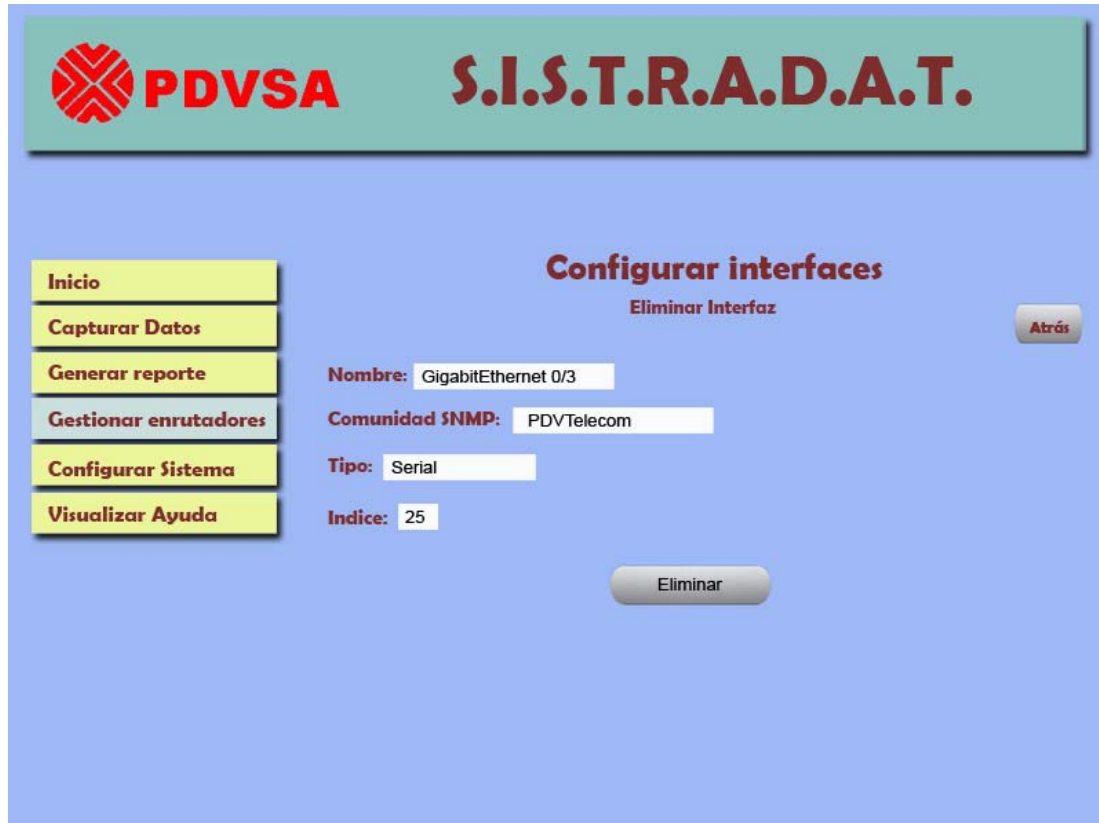 PDVSA
S.I.S.T.R.A.D.A.T.
Inicio
Capturar Datos
Generar reporte
Gestionar enrutadores
Configurar Sistema
Visualizar Ayuda
Configurar interfaces
Eliminar Interfaz
Atrás
Nombre: GigabitEthernet 0/3
Comunidad SNMP: PDVTelecom
Tipo: Serial
Indice: 25
Eliminar